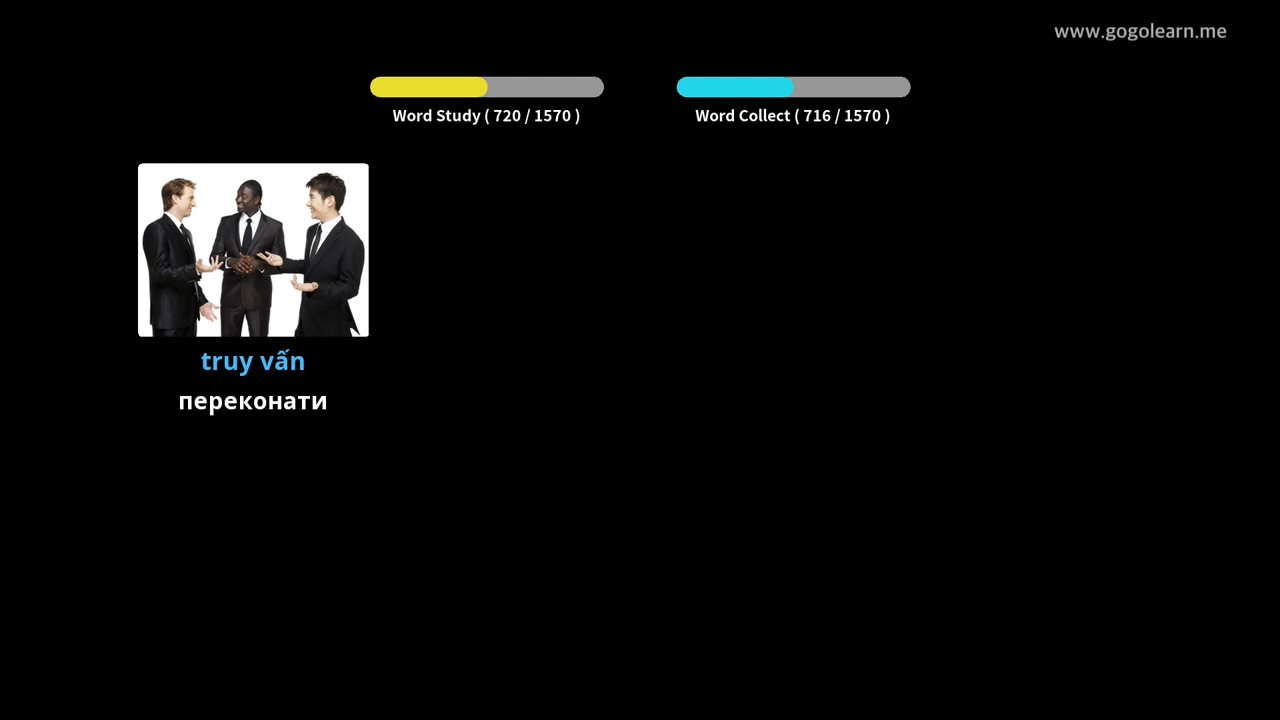 www.gogolearn.me
Word Study ( 720 / 1570 )
Word Collect ( 716 / 1570 )
truy vấn
переконати